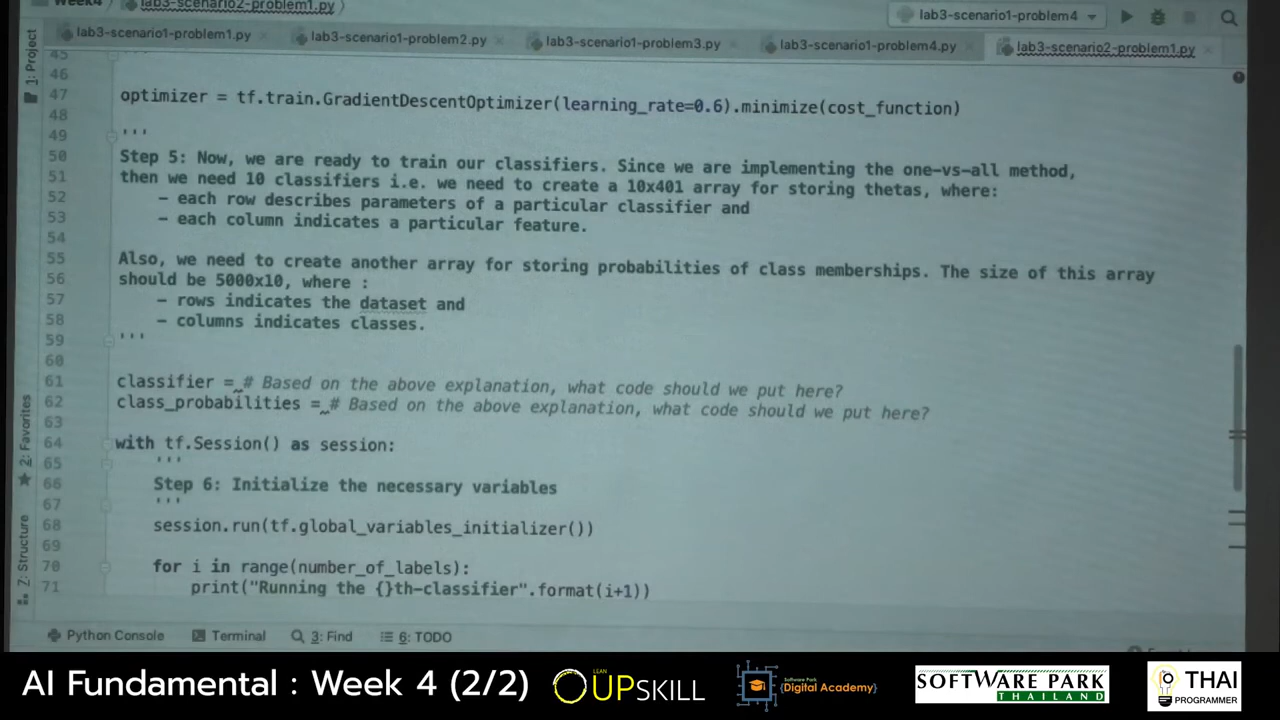 Week4
lab3-scenario2-problem1.py
lab3-scenario1-problem4
lab3-scenario1-problem1.py
lab3-scenario1-problem2.py
lab3-scenario1-problem3.py
lab3-scenario1-problem4.py
lab3-scenario2-problem1.py
1: Project
2: Favorites
Z: Structure
45
46
47 optimizer = tf.train.GradientDescentOptimizer(learning_rate=0.6).minimize(cost_function)
48
49 '''
50 Step 5: Now, we are ready to train our classifiers. Since we are implementing the one-vs-all method,
51 then we need 10 classifiers i.e. we need to create a 10x401 array for storing thetas, where:
52 - each row describes parameters of a particular classifier and
53 - each column indicates a particular feature.
54
55 Also, we need to create another array for storing probabilities of class memberships. The size of this array
56 should be 5000x10, where :
57 - rows indicates the dataset and
58 - columns indicates classes.
59 '''
60
61 classifier = # Based on the above explanation, what code should we put here?
62 class_probabilities = # Based on the above explanation, what code should we put here?
63
64 with tf.Session() as session:
65 '''
66 Step 6: Initialize the necessary variables
67 '''
68 session.run(tf.global_variables_initializer())
69
70 for i in range(number_of_labels):
71 print("Running the {}th-classifier".format(i+1))
Python Console
Terminal
3: Find
6: TODO
AI Fundamental : Week 4 (2/2)
LEAN
UPSKILL
Software Park
{Digital Academy}
SOFTWARE PARK
THAILAND
THAI
PROGRAMMER